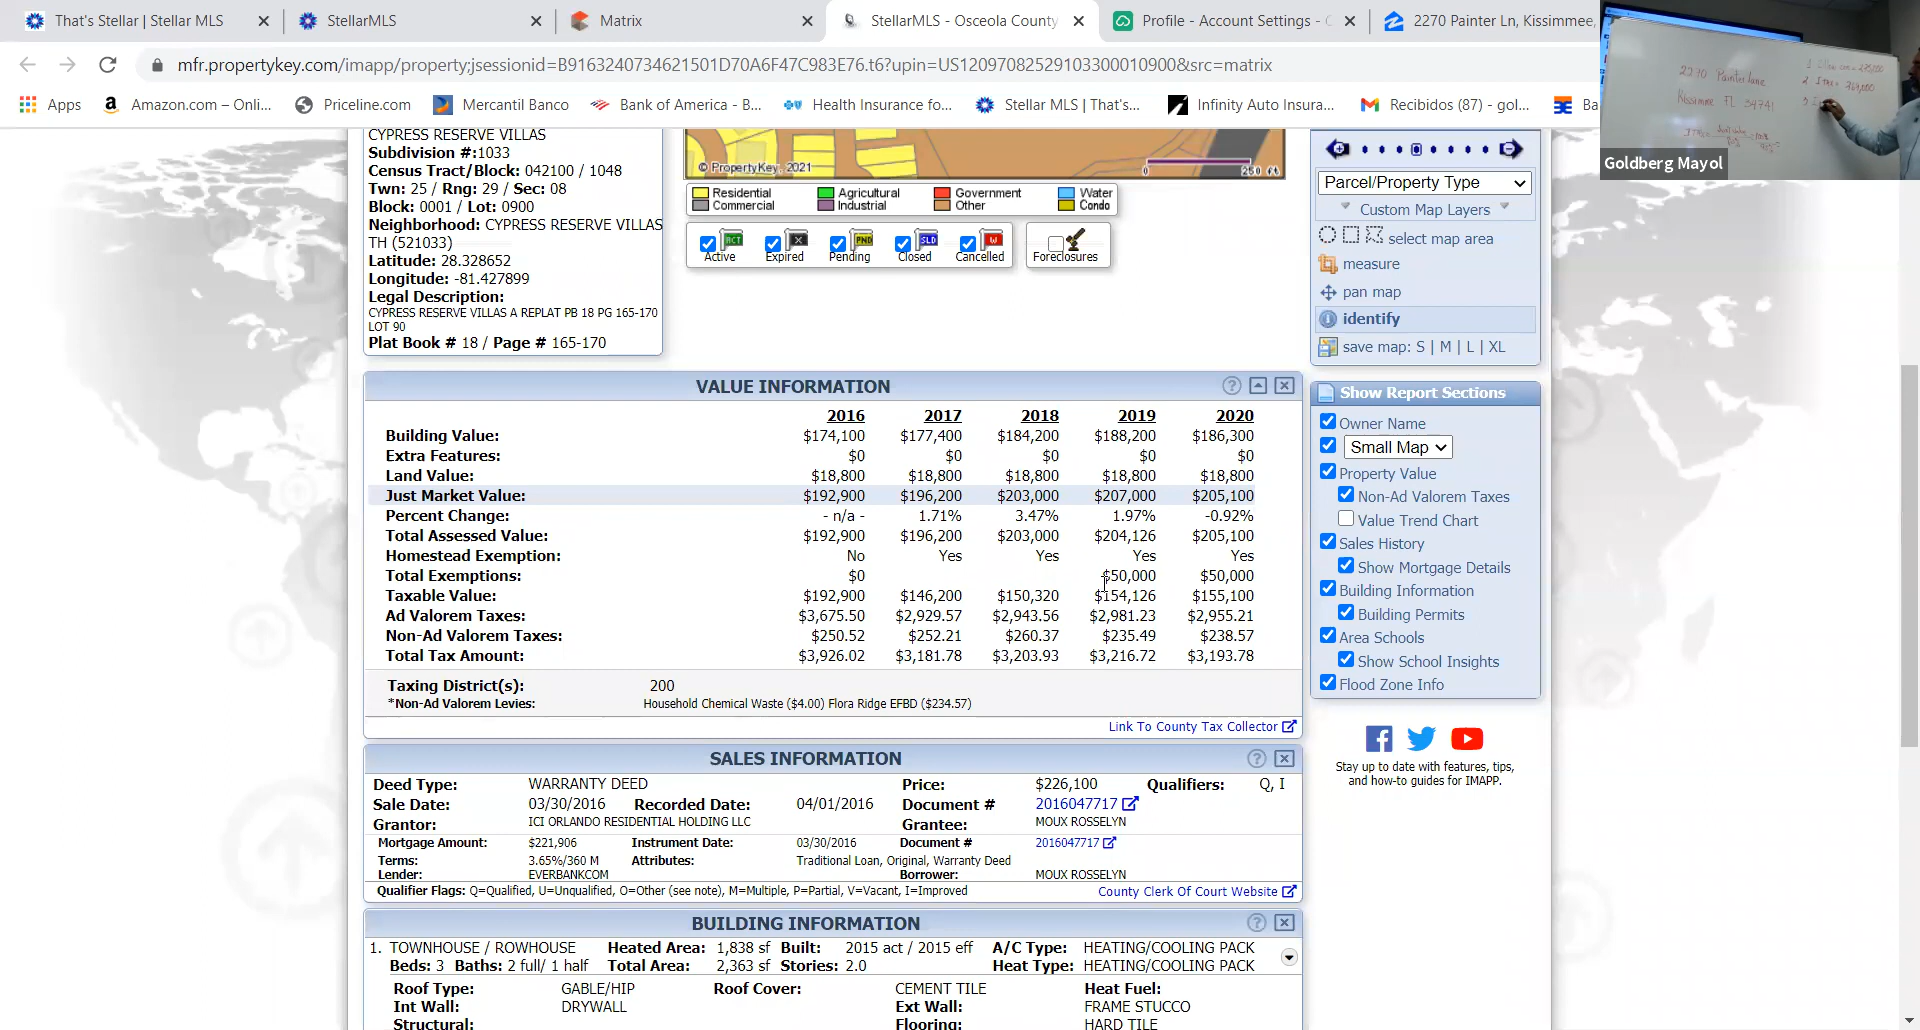 That's Stellar | Stellar MLS
StellarMLS
Matrix
StellarMLS - Osceola County
Profile - Account Settings - C
2270 Painter Ln, Kissimmee,
mfr.propertykey.com/imapp/property;jsessionid=B9163240734621501D70A6F47C983E76.t6?upin=US12097082529103300010900&src=matrix
Apps
Amazon.com – Onli...
Priceline.com
Mercantil Banco
Bank of America - B...
Health Insurance fo...
Stellar MLS | That's...
Infinity Auto Insura...
Recibidos (87) - gol...
Ba
2270 Painter Lane
Kissimme FL 34741
Goldberg Mayol
CYPRESS RESERVE VILLAS
Subdivision #:1033
Census Tract/Block: 042100 / 1048
Twn: 25 / Rng: 29 / Sec: 08
Block: 0001 / Lot: 0900
Neighborhood: CYPRESS RESERVE VILLAS
TH (521033)
Latitude: 28.328652
Longitude: -81.427899
Legal Description:
CYPRESS RESERVE VILLAS A REPLAT PB 18 PG 165-170
LOT 90
Plat Book # 18 / Page # 165-170
© PropertyKey, 2021
0 250 ft
Residential Agricultural Government Water
Commercial Industrial Other Condo
ACT X PND SLD W
Active Expired Pending Closed Cancelled Foreclosures
Parcel/Property Type
Custom Map Layers
select map area
measure
pan map
identify
save map: S | M | L | XL
VALUE INFORMATION
2016 2017 2018 2019 2020
Building Value: $174,100 $177,400 $184,200 $188,200 $186,300
Extra Features: $0 $0 $0 $0 $0
Land Value: $18,800 $18,800 $18,800 $18,800 $18,800
Just Market Value: $192,900 $196,200 $203,000 $207,000 $205,100
Percent Change: - n/a - 1.71% 3.47% 1.97% -0.92%
Total Assessed Value: $192,900 $196,200 $203,000 $204,126 $205,100
Homestead Exemption: No Yes Yes Yes Yes
Total Exemptions: $0 $50,000 $50,000
Taxable Value: $192,900 $146,200 $150,320 $154,126 $155,100
Ad Valorem Taxes: $3,675.50 $2,929.57 $2,943.56 $2,981.23 $2,955.21
Non-Ad Valorem Taxes: $250.52 $252.21 $260.37 $235.49 $238.57
Total Tax Amount: $3,926.02 $3,181.78 $3,203.93 $3,216.72 $3,193.78
Taxing District(s): 200
*Non-Ad Valorem Levies: Household Chemical Waste ($4.00) Flora Ridge EFBD ($234.57)
Link To County Tax Collector
Show Report Sections
Owner Name
Small Map
Property Value
Non-Ad Valorem Taxes
Value Trend Chart
Sales History
Show Mortgage Details
Building Information
Building Permits
Area Schools
Show School Insights
Flood Zone Info
Stay up to date with features, tips,
and how-to guides for IMAPP.
SALES INFORMATION
Deed Type: WARRANTY DEED Price: $226,100 Qualifiers: Q, I
Sale Date: 03/30/2016 Recorded Date: 04/01/2016 Document # 2016047717
Grantor: ICI ORLANDO RESIDENTIAL HOLDING LLC Grantee: MOUX ROSSELYN
Mortgage Amount: $221,906 Instrument Date: 03/30/2016 Document # 2016047717
Terms: 3.65%/360 M Attributes: Traditional Loan, Original, Warranty Deed
Lender: EVERBANKCOM Borrower: MOUX ROSSELYN
Qualifier Flags: Q=Qualified, U=Unqualified, O=Other (see note), M=Multiple, P=Partial, V=Vacant, I=Improved
County Clerk Of Court Website
BUILDING INFORMATION
1. TOWNHOUSE / ROWHOUSE Heated Area: 1,838 sf Built: 2015 act / 2015 eff A/C Type: HEATING/COOLING PACK
Beds: 3 Baths: 2 full/ 1 half Total Area: 2,363 sf Stories: 2.0 Heat Type: HEATING/COOLING PACK
Roof Type: GABLE/HIP Roof Cover: CEMENT TILE Heat Fuel:
Int Wall: DRYWALL Ext Wall: FRAME STUCCO
Structural: Flooring: HARD TILE